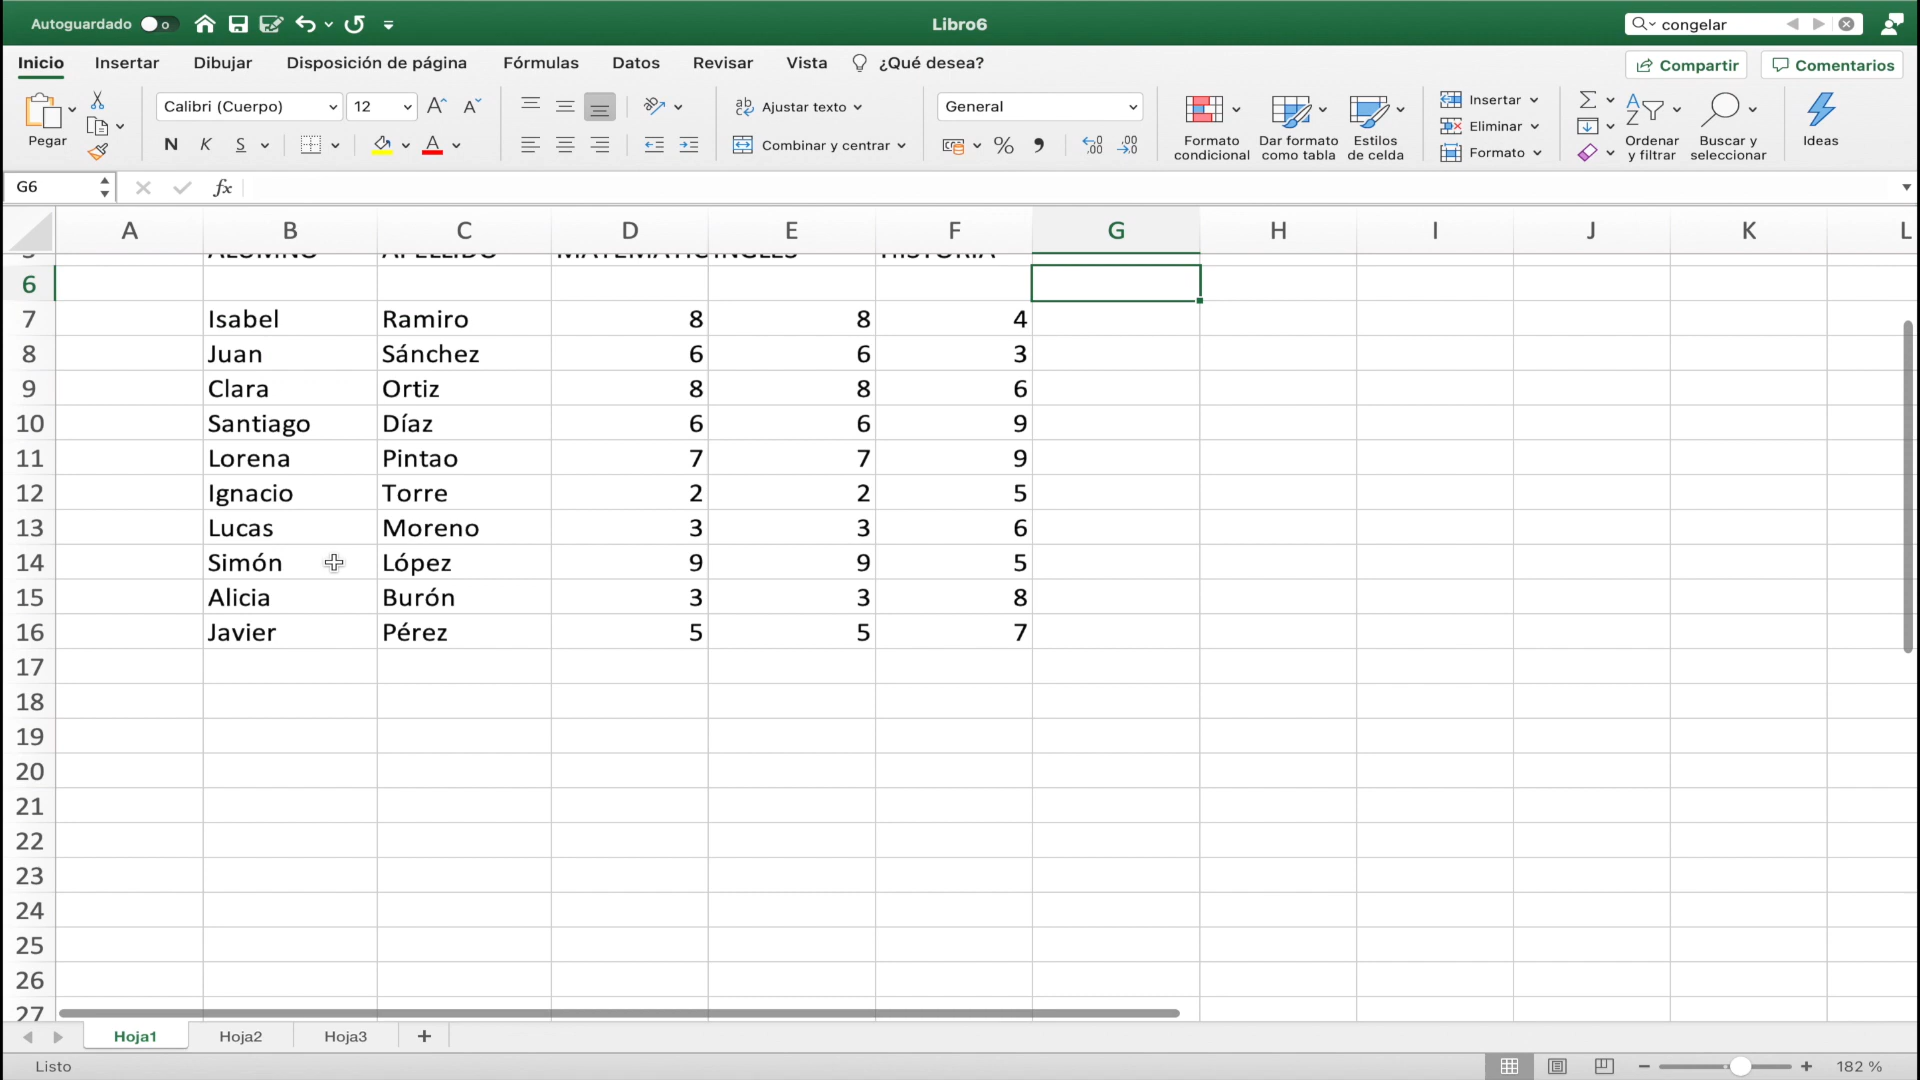 Autoguardado
Libro6
congelar
Inicio Insertar Dibujar Disposición de página Fórmulas Datos Revisar Vista ¿Qué desea? Compartir Comentarios
Pegar
Calibri (Cuerpo) 12
N K S
Ajustar texto
Combinar y centrar
General
Formato condicional
Dar formato como tabla
Estilos de celda
Insertar
Eliminar
Formato
Ordenar y filtrar
Buscar y seleccionar
Ideas
G6 fx
A B C D E F G H I J K L
5 ALUMNO APELLIDO MATEMATIC INGLES HISTORIA
6
7 Isabel Ramiro 8 8 4
8 Juan Sánchez 6 6 3
9 Clara Ortiz 8 8 6
10 Santiago Díaz 6 6 9
11 Lorena Pintao 7 7 9
12 Ignacio Torre 2 2 5
13 Lucas Moreno 3 3 6
14 Simón López 9 9 5
15 Alicia Burón 3 3 8
16 Javier Pérez 5 5 7
17
18
19
20
21
22
23
24
25
26
27
Hoja1 Hoja2 Hoja3
Listo
182 %